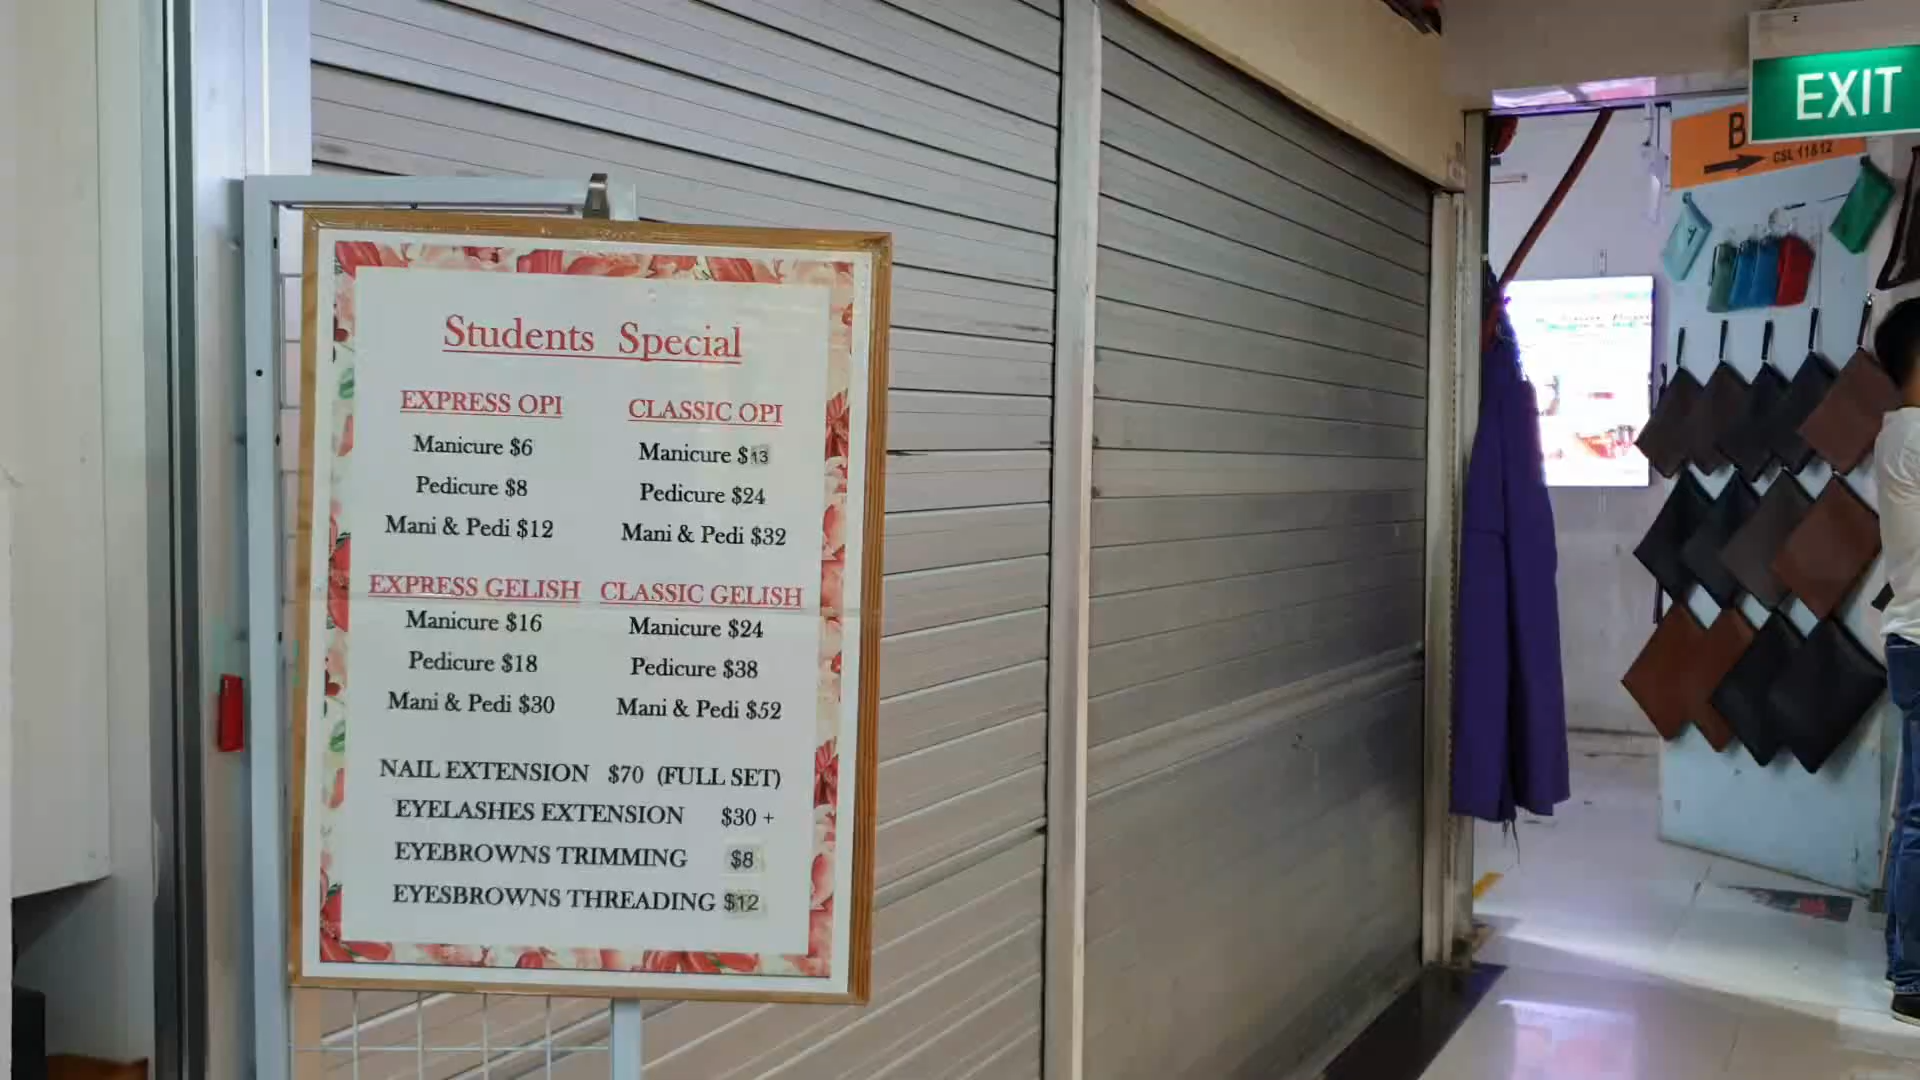 Students Special
EXPRESS OPI
Manicure $6
Pedicure $8
Mani & Pedi $12
CLASSIC OPI
Manicure $13
Pedicure $24
Mani & Pedi $32
EXPRESS GELISH
Manicure $16
Pedicure $18
Mani & Pedi $30
CLASSIC GELISH
Manicure $24
Pedicure $38
Mani & Pedi $52
NAIL EXTENSION $70 (FULL SET)
EYELASHES EXTENSION $30 +
EYEBROWNS TRIMMING $8
EYESBROWNS THREADING $12
EXIT
CSL 11&12